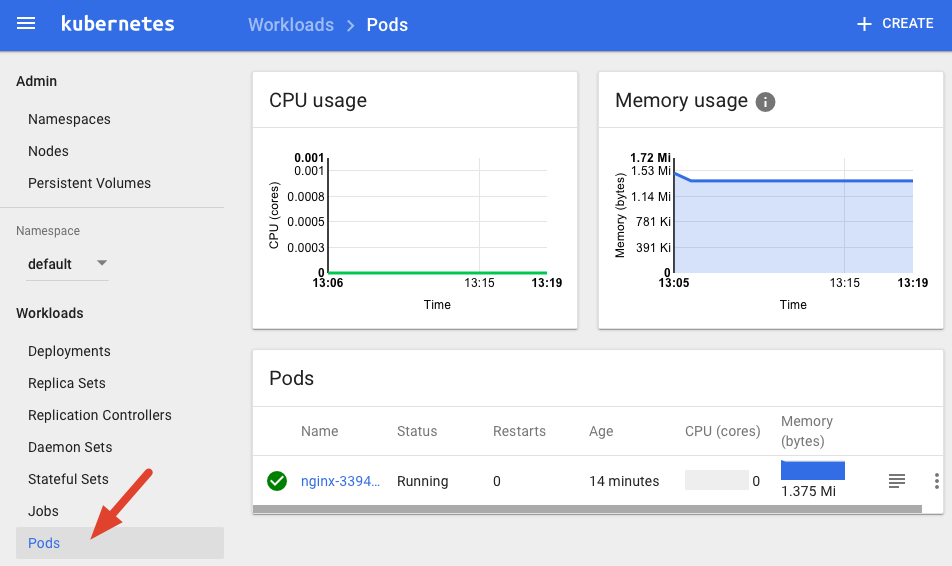 kubernetes
Workloads > Pods
+ CREATE
Admin
Namespaces
Nodes
Persistent Volumes
Namespace
default
Workloads
Deployments
Replica Sets
Replication Controllers
Daemon Sets
Stateful Sets
Jobs
Pods
CPU usage
CPU (cores)
0.001
0.001
0.0008
0.0005
0.0003
0
13:06 13:15 13:19
Time
Memory usage i
Memory (bytes)
1.72 Mi
1.53 Mi
1.14 Mi
781 Ki
391 Ki
0
13:05 13:15 13:19
Time
Pods
Name Status Restarts Age CPU (cores) Memory
(bytes)
nginx-3394... Running 0 14 minutes 0
1.375 Mi